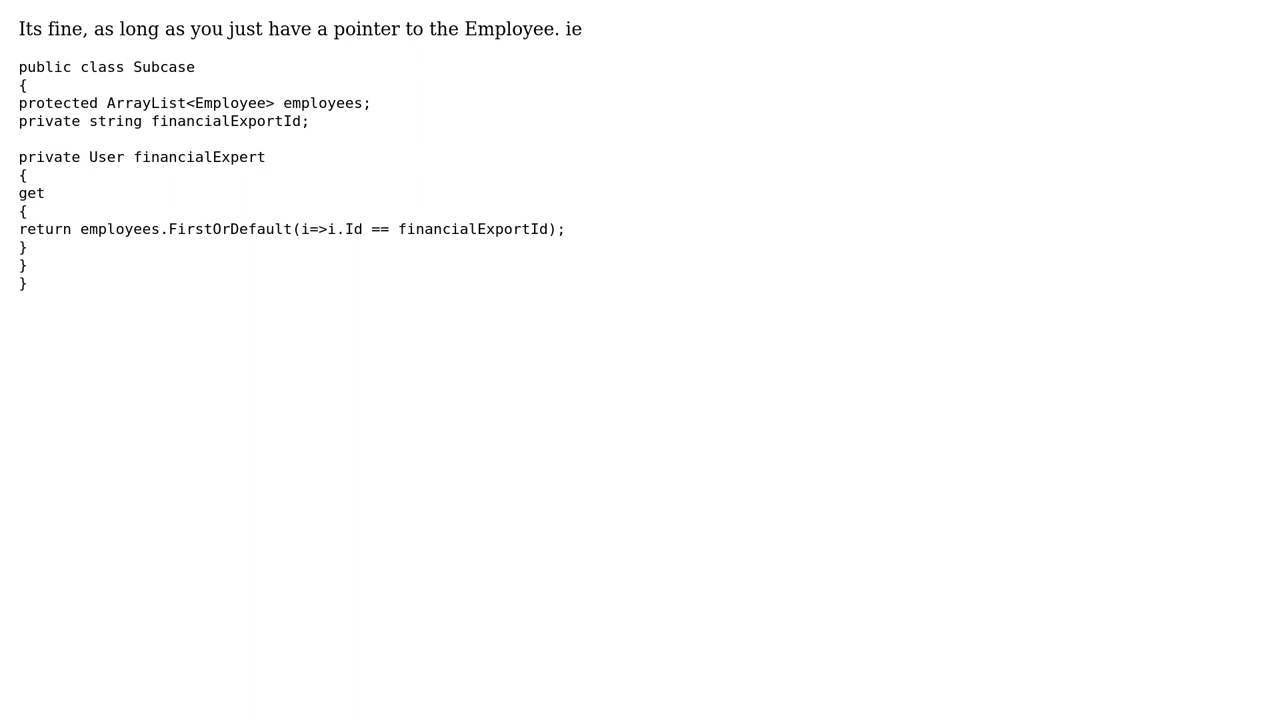 Its fine, as long as you just have a pointer to the Employee. ie
public class Subcase
{
protected ArrayList<Employee> employees;
private string financialExportId;
private User financialExpert
{
get
{
return employees.FirstOrDefault(i=>i.Id == financialExportId);
}
}
}